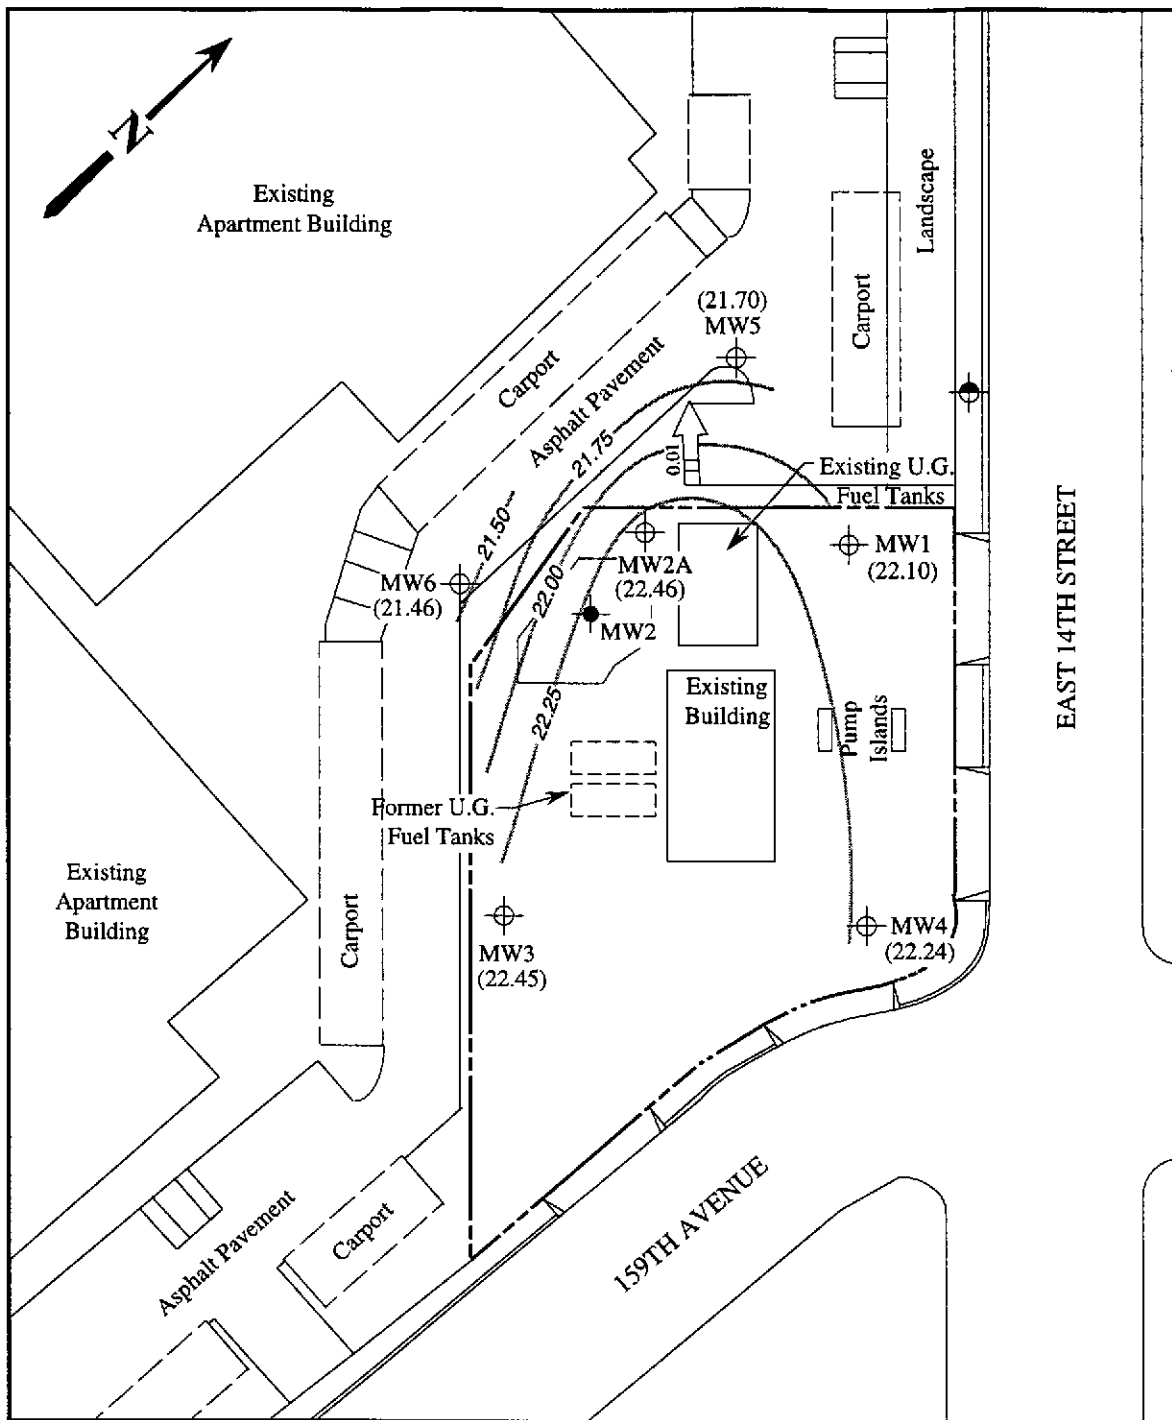 N
Existing
Apartment Building
Landscape
Carport
(21.70)
MW5
Carport
Asphalt Pavement
21.75
0.01
Existing U.G.
Fuel Tanks
21.50
EAST 14TH STREET
MW1
(22.10)
MW2A
(22.46)
MW6
(21.46)
22.00
MW2
22.25
Existing
Building
Pump
Islands
Former U.G.
Fuel Tanks
Existing
Apartment
Building
Carport
MW3
(22.45)
MW4
(22.24)
159TH AVENUE
Asphalt Pavement
Carport